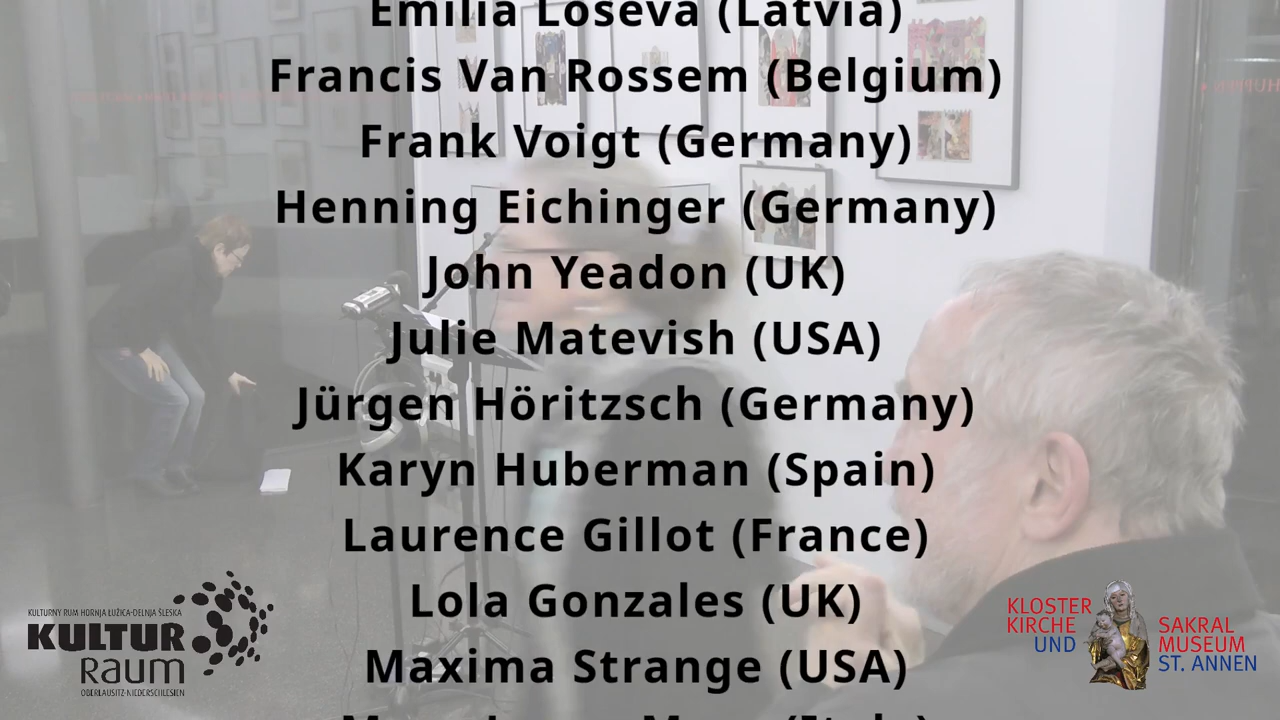 Emilia Loseva (Latvia)
Francis Van Rossem (Belgium)
Frank Voigt (Germany)
Henning Eichinger (Germany)
John Yeadon (UK)
Julie Matevish (USA)
Jürgen Höritzsch (Germany)
Karyn Huberman (Spain)
Laurence Gillot (France)
Lola Gonzales (UK)
Maxima Strange (USA)
KULTURNY RUM HORNJA ŁUŽICA-DELNJA ŠLESKA
KULTUR
Raum
OBERLAUSITZ-NIEDERSCHLESIEN
KLOSTER
KIRCHE
UND
SAKRAL
MUSEUM
ST. ANNEN